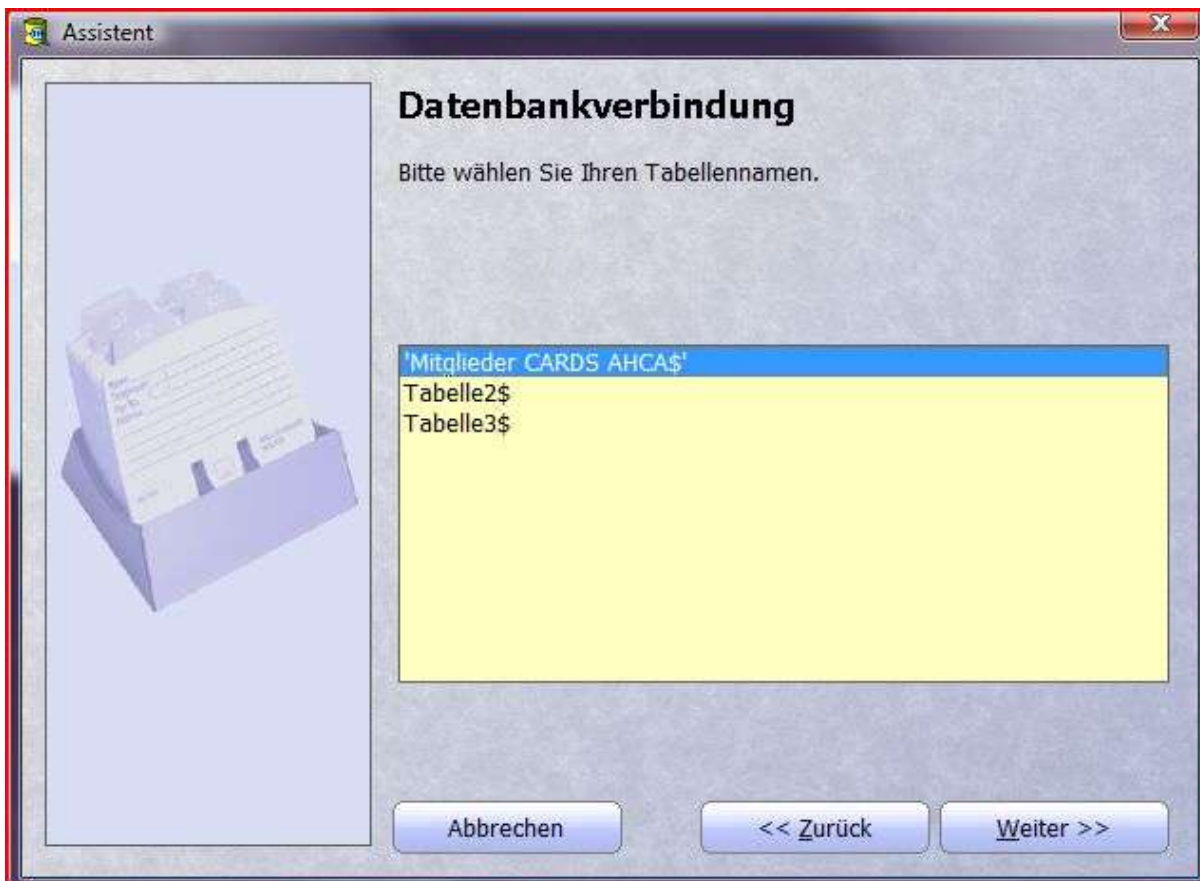 Assistent
Datenbankverbindung
Bitte wählen Sie Ihren Tabellennamen.
'Mitglieder CARDS AHCA$'
Tabelle2$
Tabelle3$
Abbrechen
<< Zurück
Weiter >>